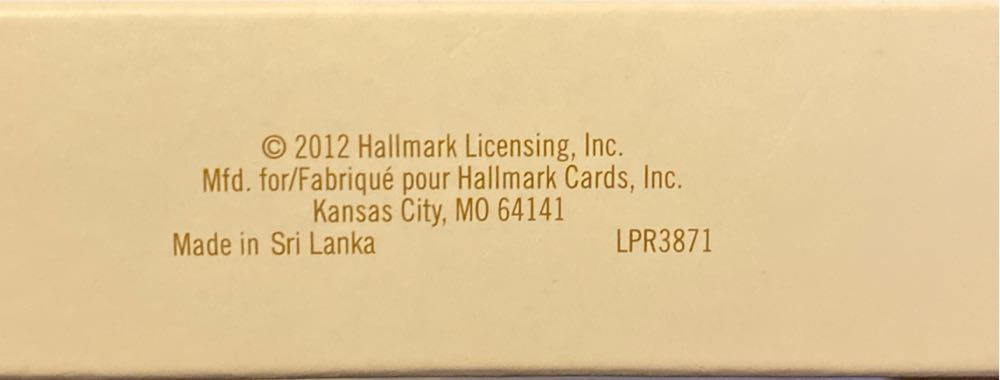 © 2012 Hallmark Licensing, Inc.
Mfd. for/Fabriqué pour Hallmark Cards, Inc.
Kansas City, MO 64141
Made in Sri Lanka LPR3871